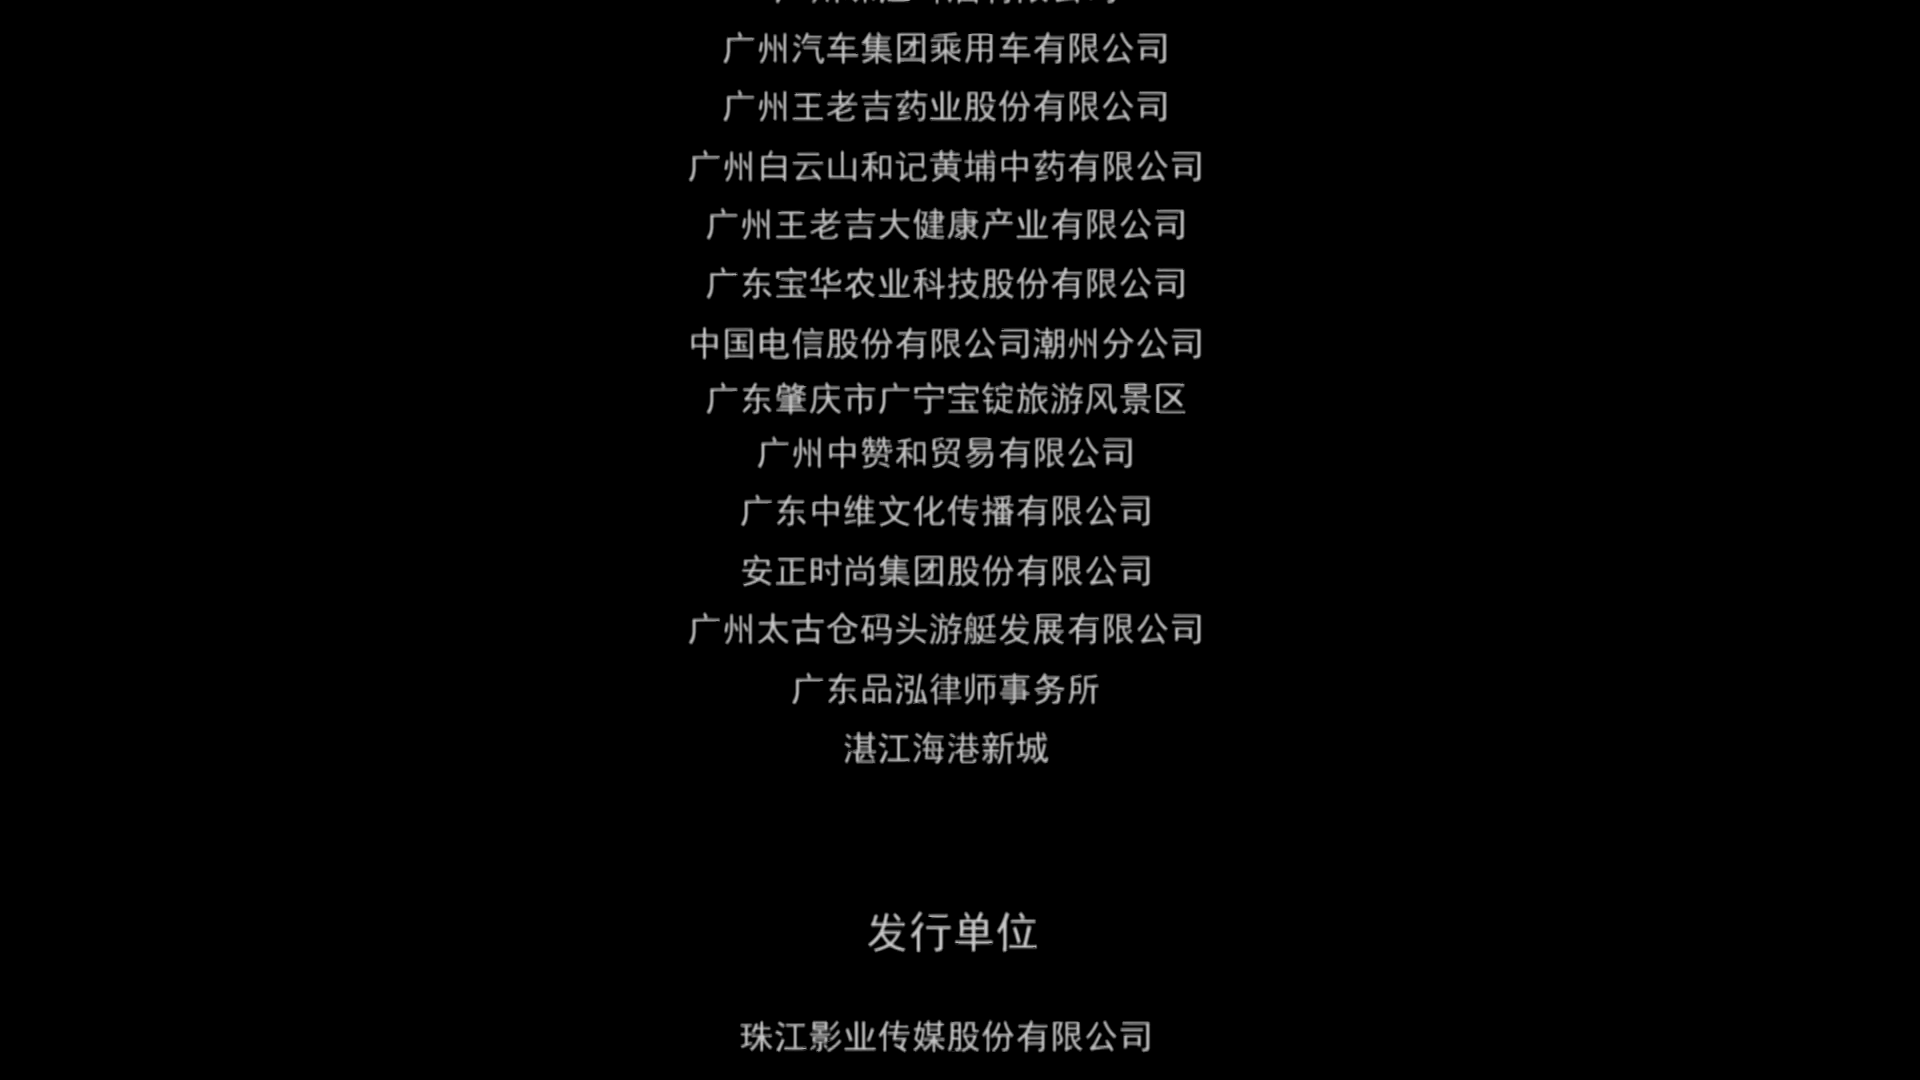 广州汽车集团乘用车有限公司
广州王老吉药业股份有限公司
广州白云山和记黄埔中药有限公司
广州王老吉大健康产业有限公司
广东宝华农业科技股份有限公司
中国电信股份有限公司潮州分公司
广东肇庆市广宁宝锭旅游风景区
广州中赞和贸易有限公司
广东中维文化传播有限公司
安正时尚集团股份有限公司
广州太古仓码头游艇发展有限公司
广东品泓律师事务所
湛江海港新城
发行单位
珠江影业传媒股份有限公司